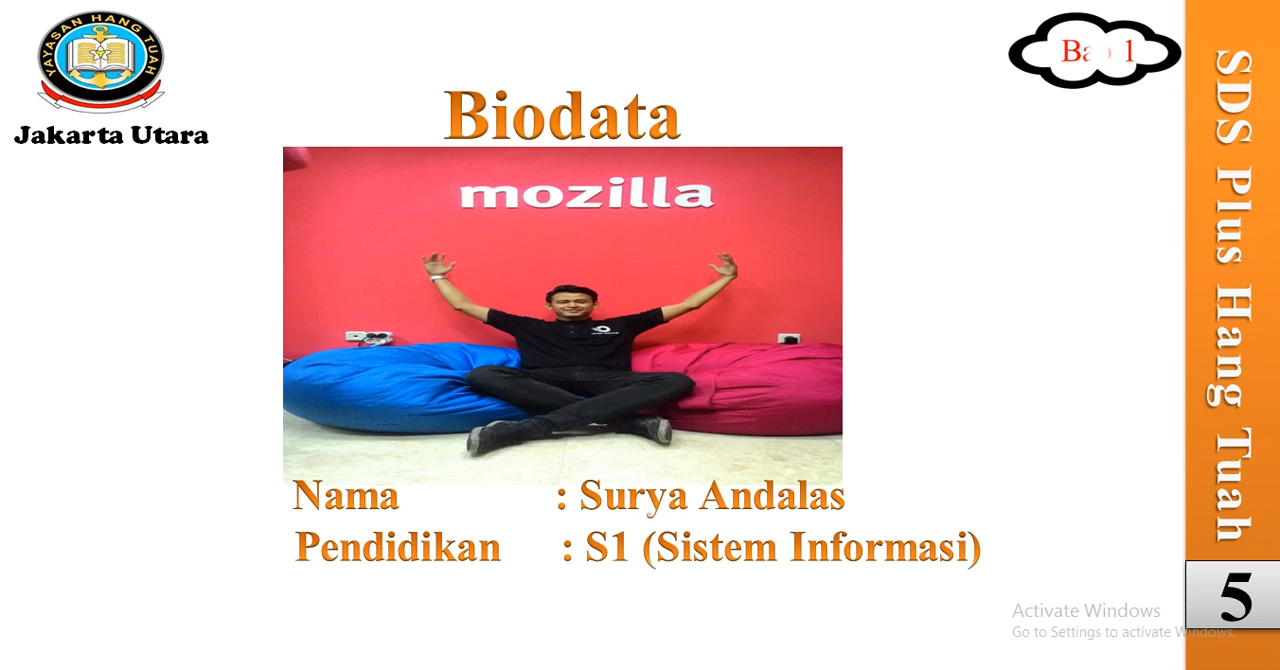 YAYASAN HANG TUAH
Jakarta Utara
Biodata
mozilla
Nama : Surya Andalas
Pendidikan : S1 (Sistem Informasi)
1
SDS Plus Hang Tuah
5
Activate Windows
Go to Settings to activate Windows.